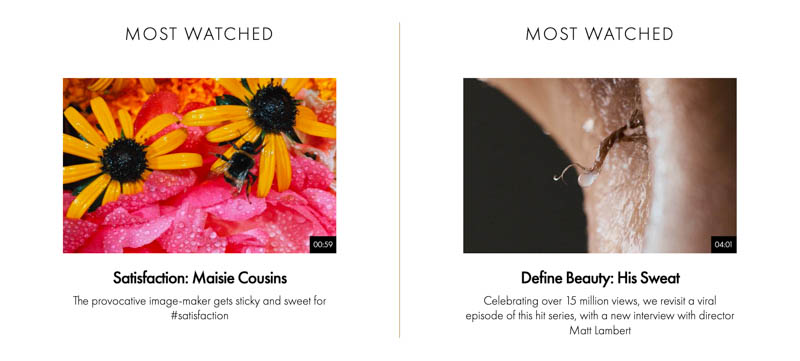 MOST WATCHED
00:59
Satisfaction: Maisie Cousins
The provocative image-maker gets sticky and sweet for
#satisfaction
MOST WATCHED
04:01
Define Beauty: His Sweat
Celebrating over 15 million views, we revisit a viral
episode of this hit series, with a new interview with director
Matt Lambert